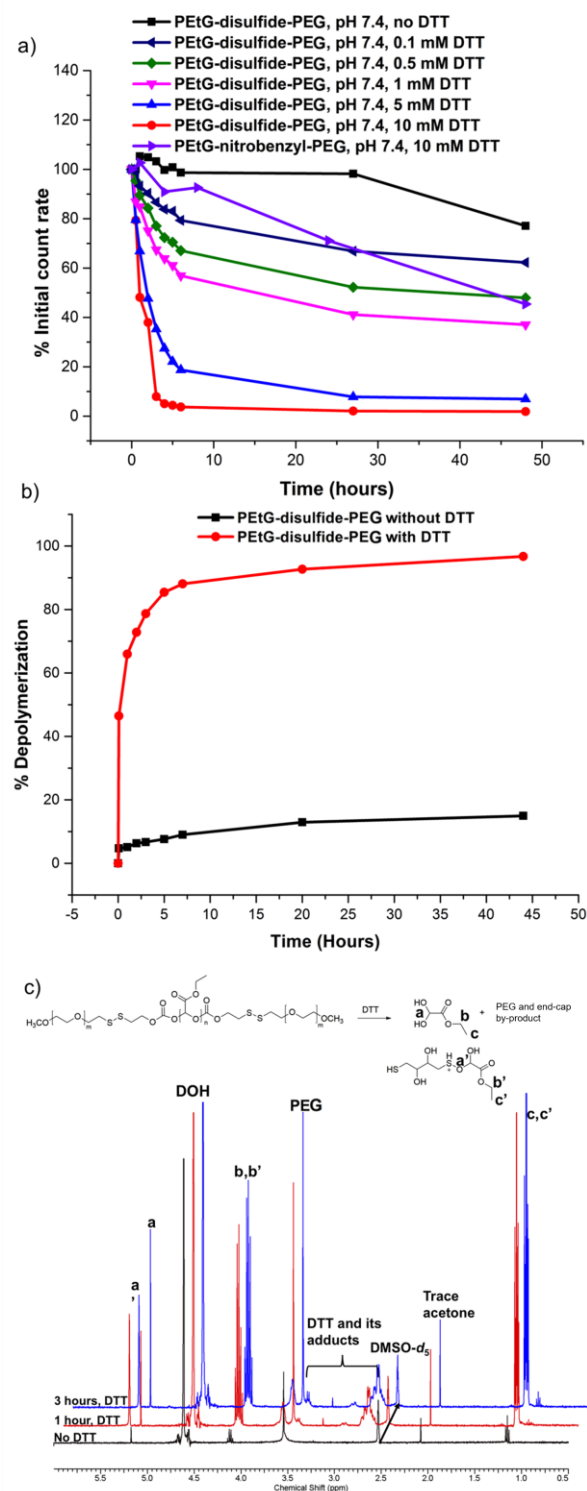 a)
PEtG-disulfide-PEG, pH 7.4, no DTT
PEtG-disulfide-PEG, pH 7.4, 0.1 mM DTT
PEtG-disulfide-PEG, pH 7.4, 0.5 mM DTT
PEtG-disulfide-PEG, pH 7.4, 1 mM DTT
PEtG-disulfide-PEG, pH 7.4, 5 mM DTT
PEtG-disulfide-PEG, pH 7.4, 10 mM DTT
PEtG-nitrobenzyl-PEG, pH 7.4, 10 mM DTT
% Initial count rate
140
120
100
80
60
40
20
0
0 10 20 30 40 50
Time (hours)
b)
PEtG-disulfide-PEG without DTT
PEtG-disulfide-PEG with DTT
% Depolymerization
100
80
60
40
20
0
-5 0 5 10 15 20 25 30 35 40 45 50
Time (Hours)
c)
MeO O m S S O O O O n O O S S O m OCH3
DTT
HO a HO O O b c
+ PEG and end-cap
by-product
HS OH OH H S a' OH O O b' c'
DOH
PEG
c,c'
b,b'
a
a'
DTT and its
adducts
DMSO-d5
Trace
acetone
3 hours, DTT
1 hour, DTT
No DTT
5.5 5.0 4.5 4.0 3.5 3.0 2.5 2.0 1.5 1.0 0.5
Chemical Shift (ppm)